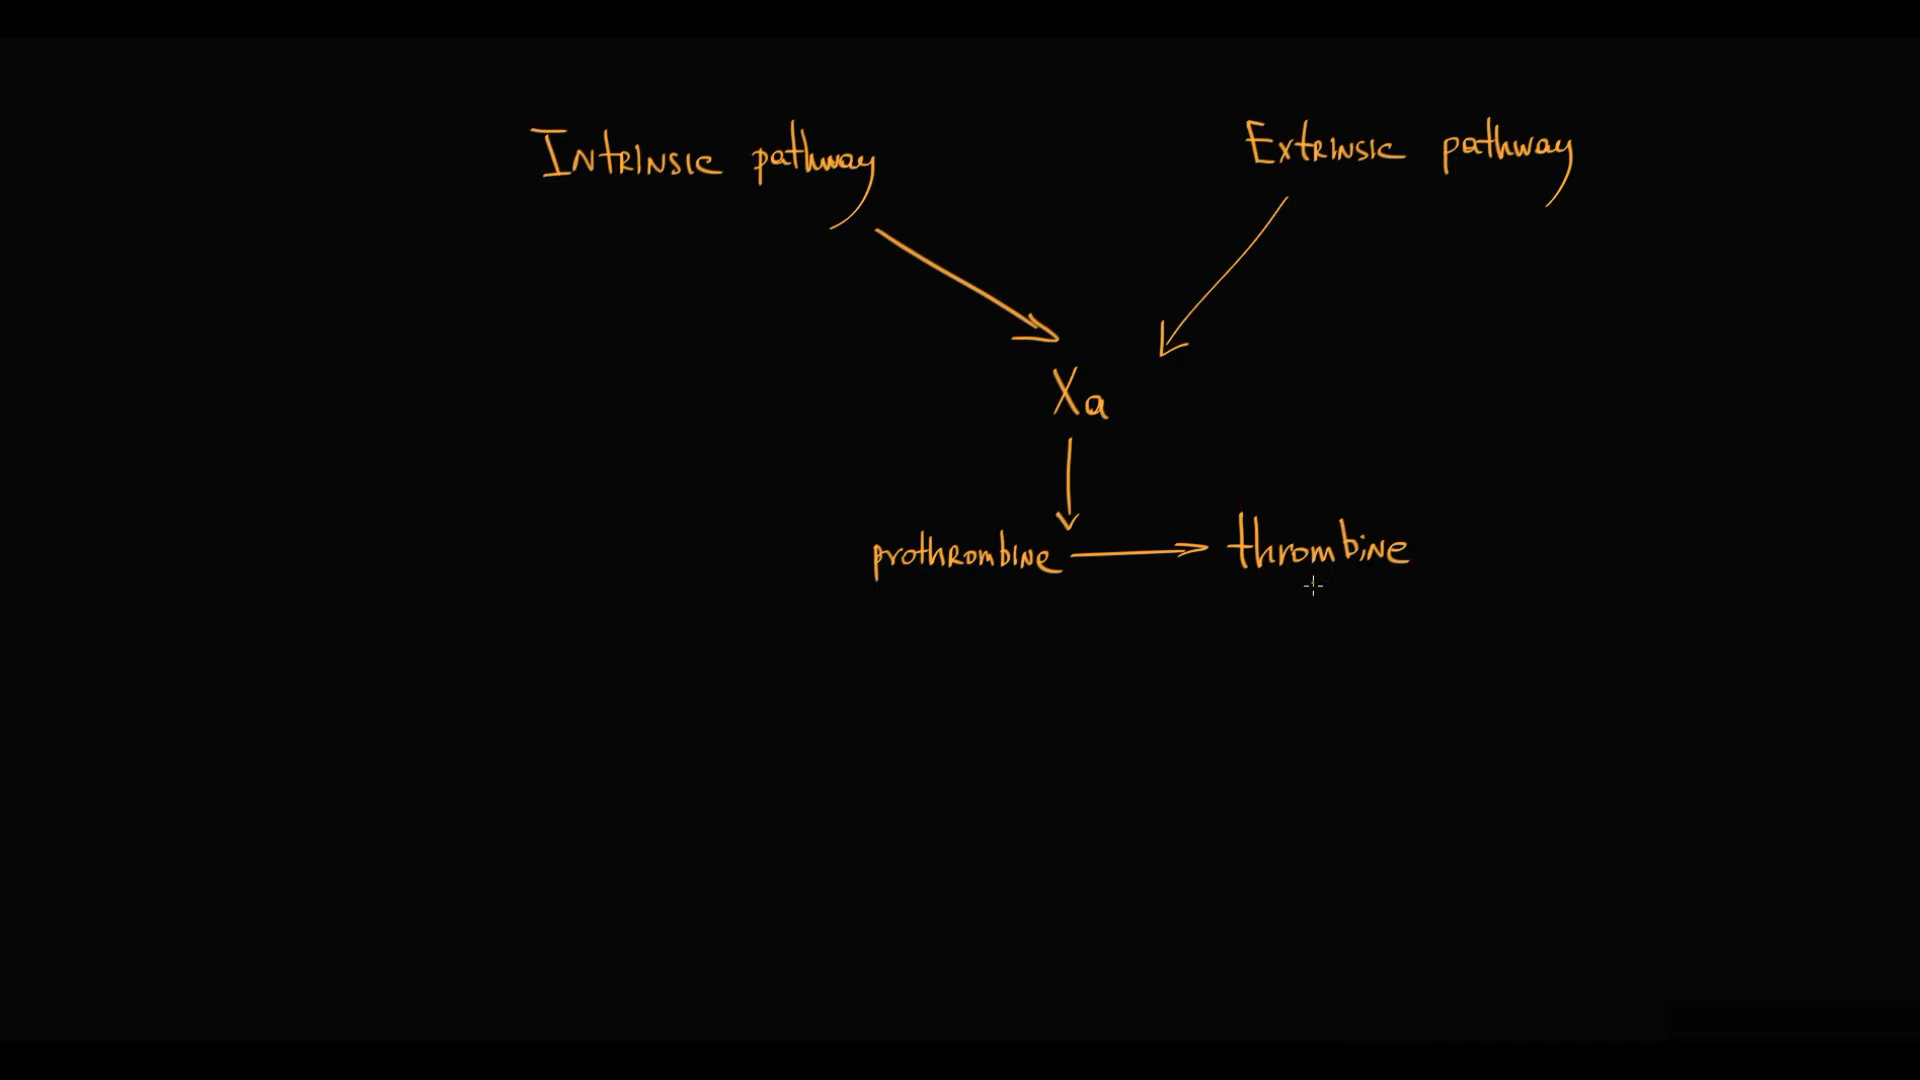 Intrinsic pathway
Extrinsic pathway
Xa
prothrombine
thrombine